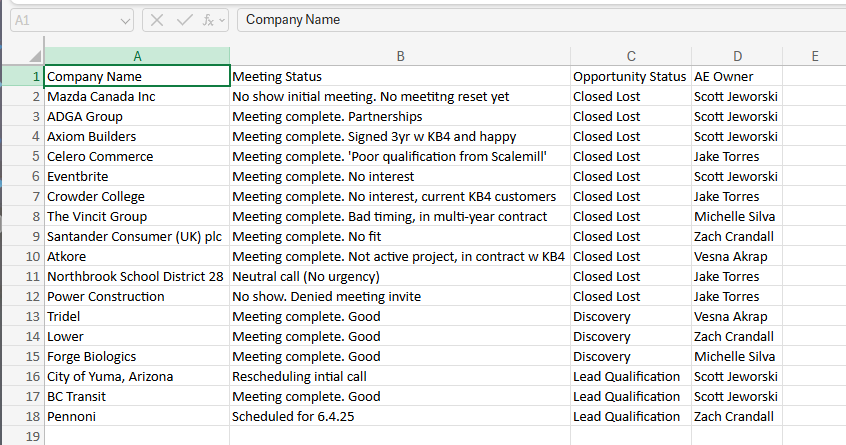 A1 fx Company Name
A B C D E
1 Company Name Meeting Status Opportunity Status AE Owner
2 Mazda Canada Inc No show initial meeting. No meeitng reset yet Closed Lost Scott Jeworski
3 ADGA Group Meeting complete. Partnerships Closed Lost Scott Jeworski
4 Axiom Builders Meeting complete. Signed 3yr w KB4 and happy Closed Lost Scott Jeworski
5 Celero Commerce Meeting complete. 'Poor qualification from Scalemill' Closed Lost Jake Torres
6 Eventbrite Meeting complete. No interest Closed Lost Scott Jeworski
7 Crowder College Meeting complete. No interest, current KB4 customers Closed Lost Jake Torres
8 The Vincit Group Meeting complete. Bad timing, in multi-year contract Closed Lost Michelle Silva
9 Santander Consumer (UK) plc Meeting complete. No fit Closed Lost Zach Crandall
10 Atkore Meeting complete. Not active project, in contract w KB4 Closed Lost Vesna Akrap
11 Northbrook School District 28 Neutral call (No urgency) Closed Lost Jake Torres
12 Power Construction No show. Denied meeting invite Closed Lost Jake Torres
13 Tridel Meeting complete. Good Discovery Vesna Akrap
14 Lower Meeting complete. Good Discovery Zach Crandall
15 Forge Biologics Meeting complete. Good Discovery Michelle Silva
16 City of Yuma, Arizona Rescheduling intial call Lead Qualification Scott Jeworski
17 BC Transit Meeting complete. Good Lead Qualification Scott Jeworski
18 Pennoni Scheduled for 6.4.25 Lead Qualification Zach Crandall
19